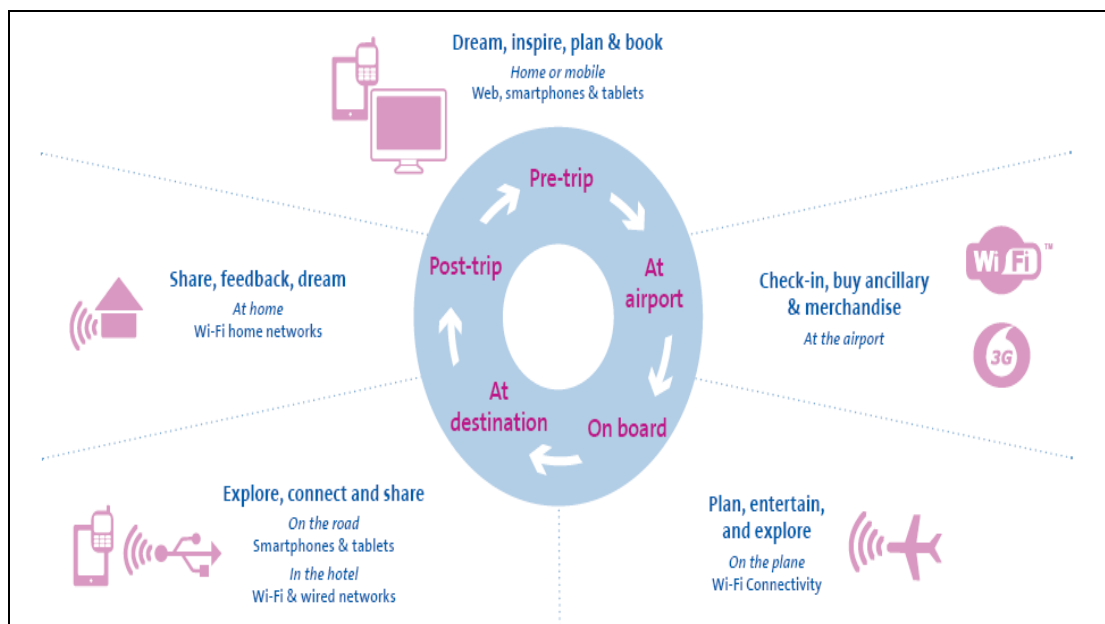 Dream, inspire, plan & book
Home or mobile
Web, smartphones & tablets
Pre-trip
At
airport
On board
At
destination
Post-trip
Check-in, buy ancillary
& merchandise
At the airport
Wi Fi ™
3G
Plan, entertain,
and explore
On the plane
Wi-Fi Connectivity
Explore, connect and share
On the road
Smartphones & tablets
In the hotel
Wi-Fi & wired networks
Share, feedback, dream
At home
Wi-Fi home networks